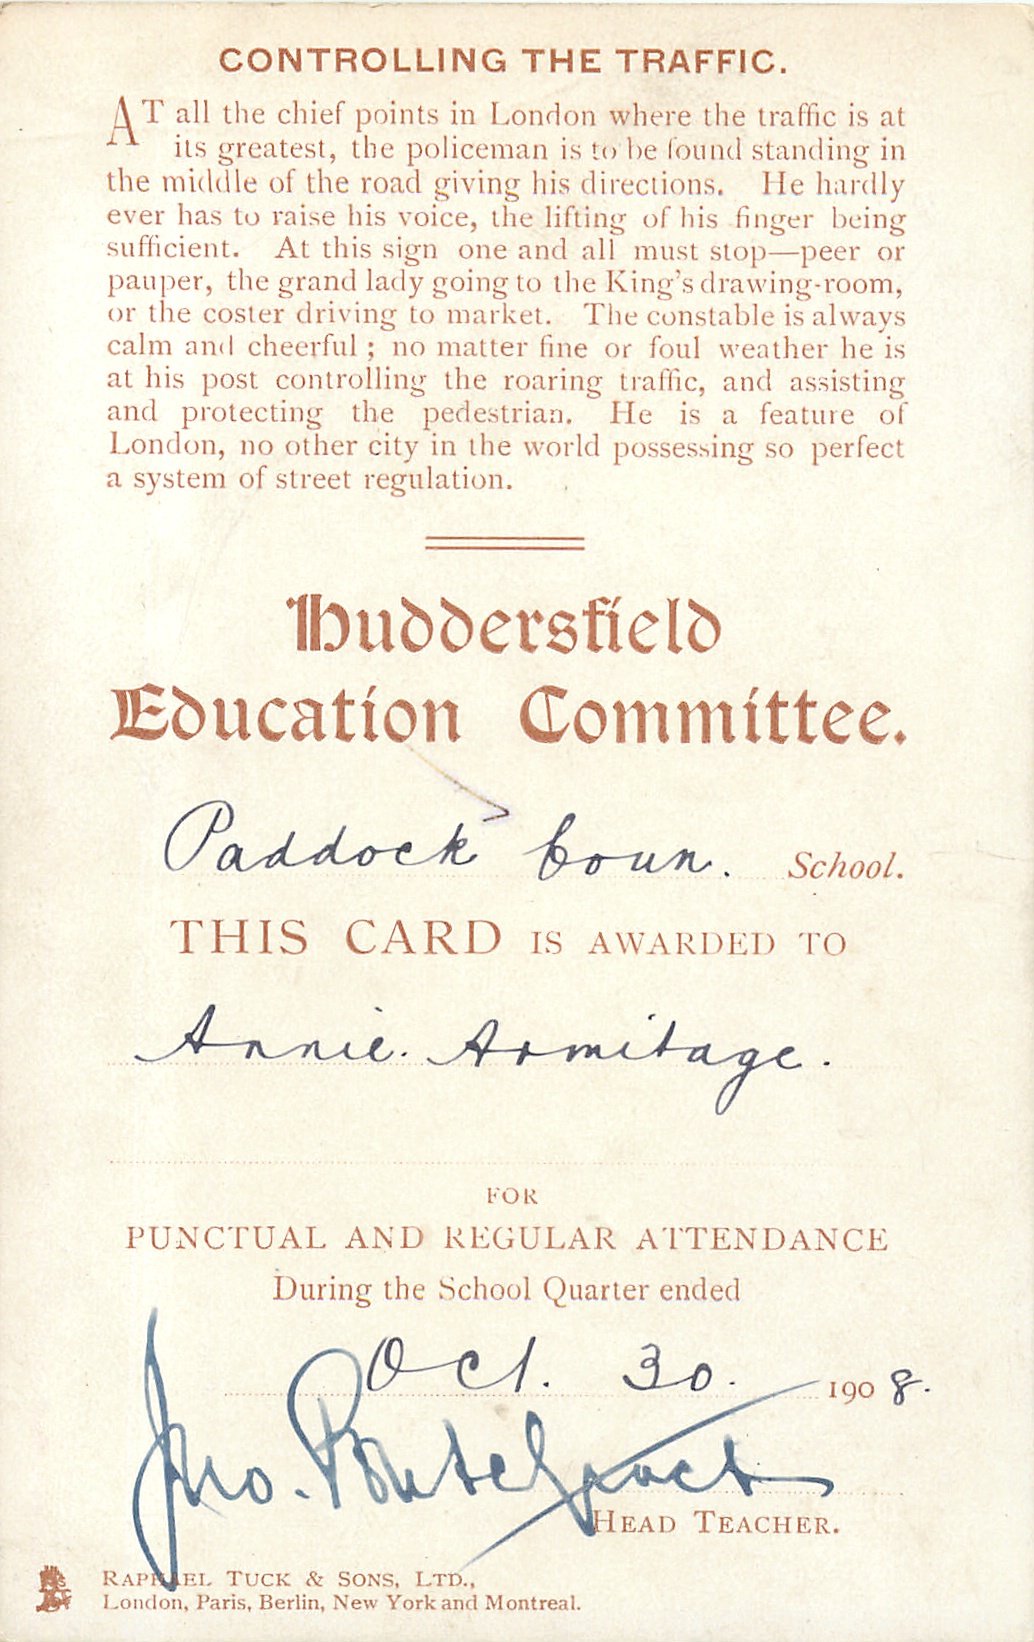 CONTROLLING THE TRAFFIC.
AT all the chief points in London where the traffic is at
its greatest, the policeman is to be found standing in
the middle of the road giving his directions. He hardly
ever has to raise his voice, the lifting of his finger being
sufficient. At this sign one and all must stop—peer or
pauper, the grand lady going to the King's drawing-room,
or the coster driving to market. The constable is always
calm and cheerful; no matter fine or foul weather he is
at his post controlling the roaring traffic, and assisting
and protecting the pedestrian. He is a feature of
London, no other city in the world possessing so perfect
a system of street regulation.
Huddersfield
Education Committee.
Paddock Coun. School.
THIS CARD IS AWARDED TO
Annie. Armitage.
FOR
PUNCTUAL AND REGULAR ATTENDANCE
During the School Quarter ended
Oct. 30. 1908.
Jno.
HEAD TEACHER.
RAPHAEL TUCK & SONS, LTD.,
London, Paris, Berlin, New York and Montreal.